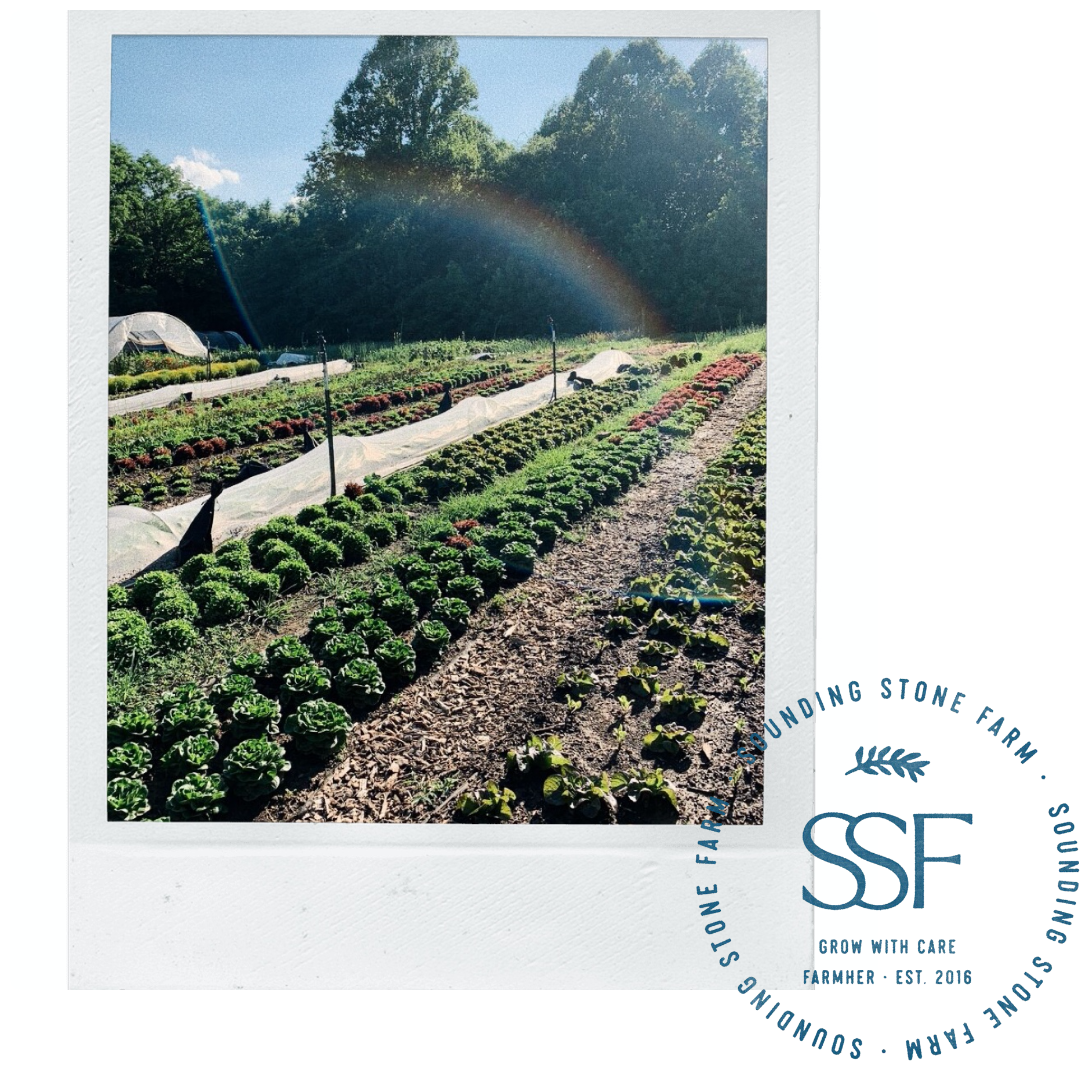 SOUNDING STONE FARM · SOUNDING STONE FARM · SOUNDING STONE FARM
SSF
GROW WITH CARE
FARMHER · EST. 2016